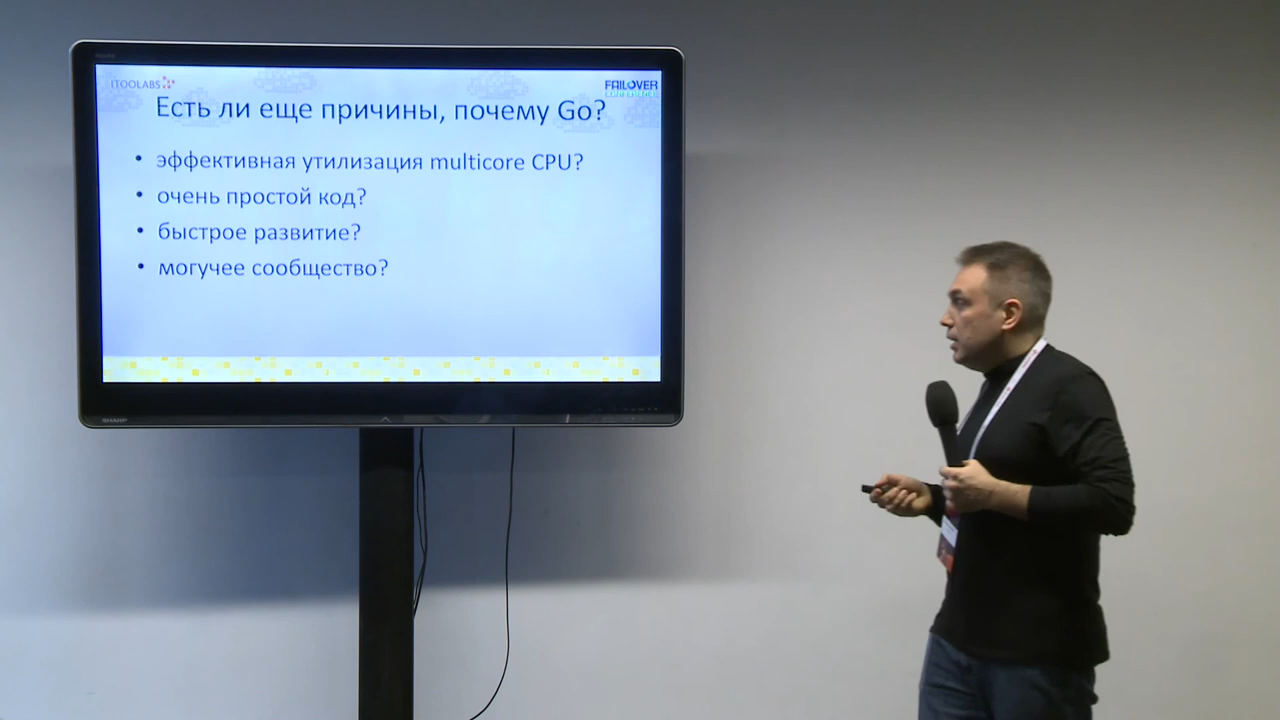 ITOOLABS
FAILOVER
CONFERENCE
Есть ли еще причины, почему Go?
• эффективная утилизация multicore CPU?
• очень простой код?
• быстрое развитие?
• могучее сообщество?
SHARP